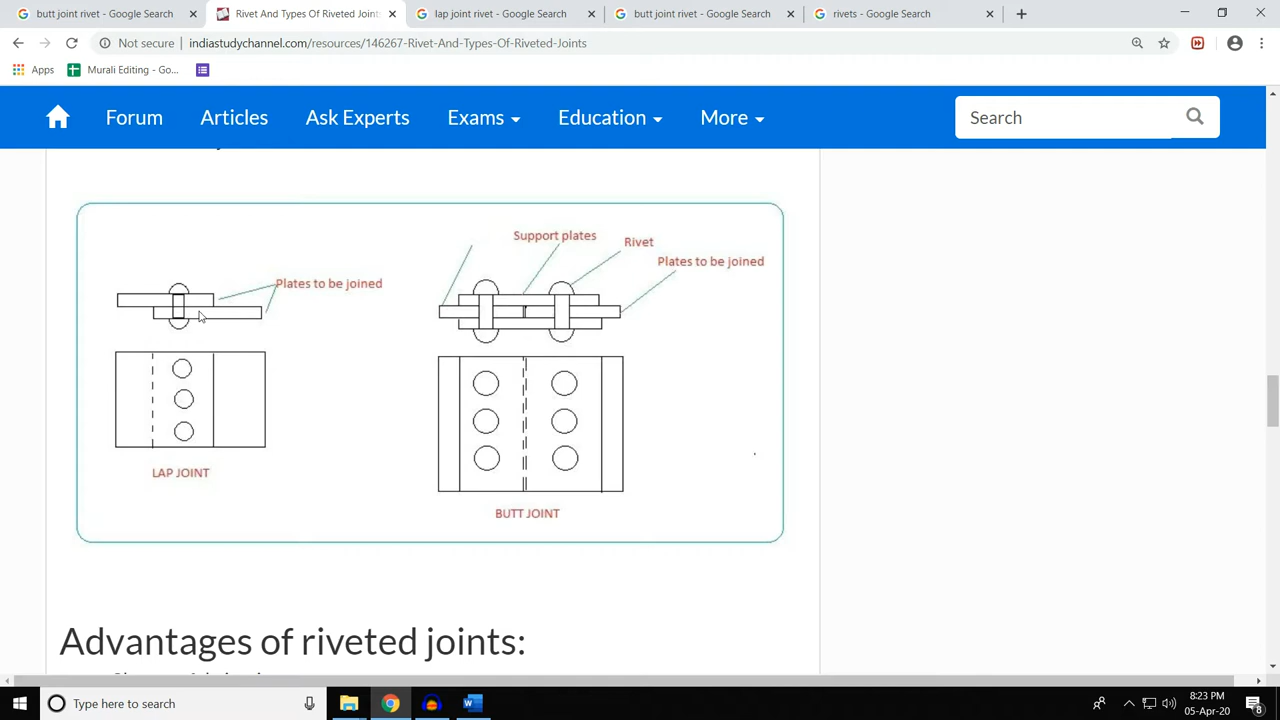 butt joint rivet - Google Search
Rivet And Types Of Riveted Joints
lap joint rivet - Google Search
butt joint rivet - Google Search
rivets - Google Search
Not secure | indiastudychannel.com/resources/146267-Rivet-And-Types-Of-Riveted-Joints
Apps
Murali Editing - Go...
Forum
Articles
Ask Experts
Exams
Education
More
Search
Support plates
Rivet
Plates to be joined
Plates to be joined
LAP JOINT
BUTT JOINT
Advantages of riveted joints:
Type here to search
8:23 PM
05-Apr-20
8